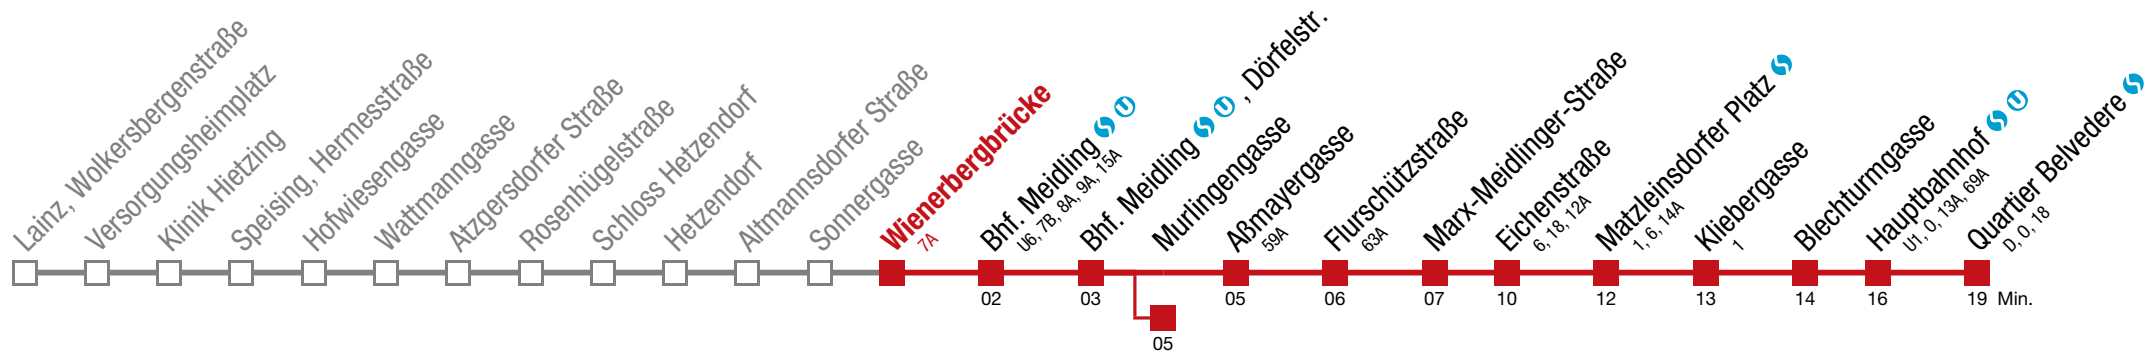 Lainz, Wolkersbergenstraße
Versorgungsheimplatz
Klinik Hietzing
Speising, Hermesstraße
Hofwiesengasse
Wattmanngasse
Atzgersdorfer Straße
Rosenhügelstraße
Schloss Hetzendorf
Hetzendorf
Altmannsdorfer Straße
Sonnergasse
Wienerbergbrücke
7A
Bhf. Meidling S U
U6, 7B, 8A, 9A, 15A
Bhf. Meidling S U , Dörfelstr.
Murlingengasse
Aßmayergasse
59A
Flurschützstraße
63A
Marx-Meidlinger-Straße
Eichenstraße
6, 18, 12A
Matzleinsdorfer Platz S
1, 6, 14A
Kliebergasse
1
Blechturmgasse
Hauptbahnhof S U
U1, O, 13A, 69A
Quartier Belvedere S
D, O, 18
02 03 05 06 07 10 12 13 14 16 19 Min.
05